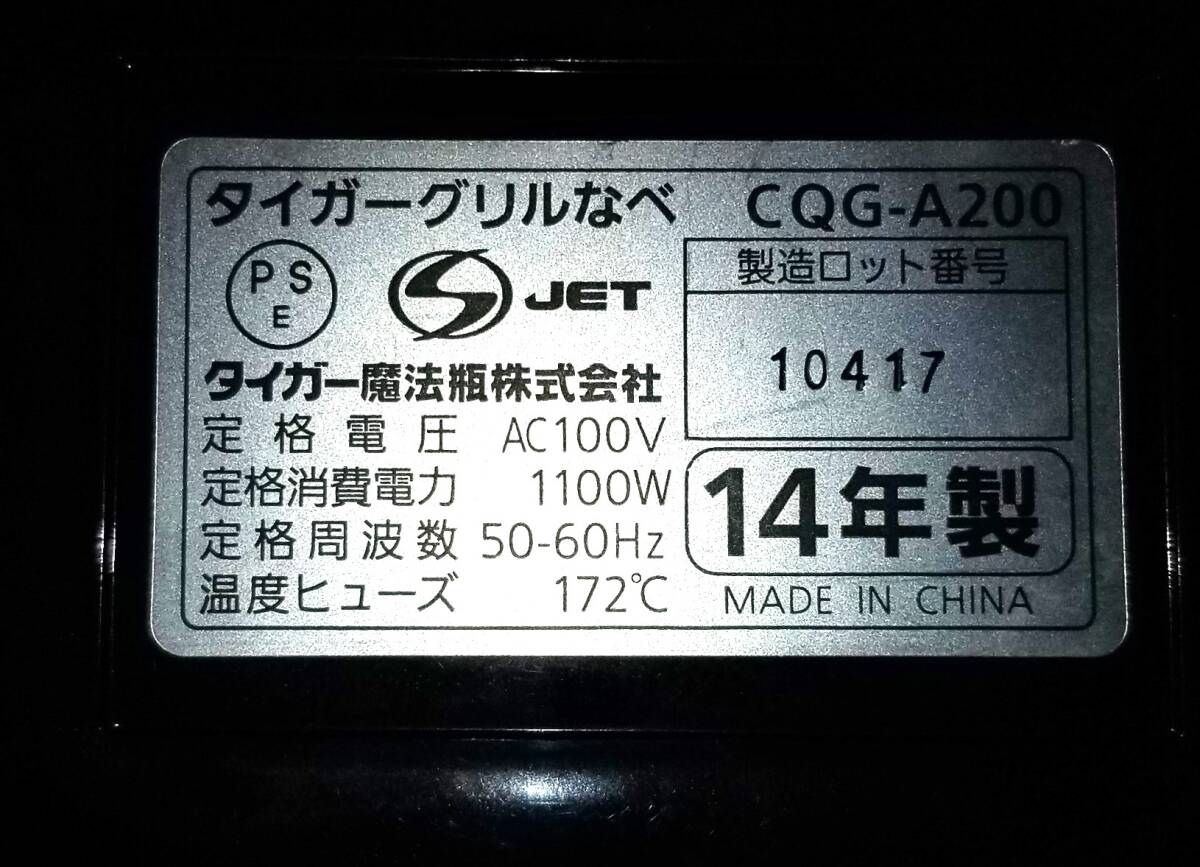 タイガーグリルなべ CQG-A200
PS
E
JET
製造ロット番号
10417
タイガー魔法瓶株式会社
定格電圧 AC100V
定格消費電力 1100W
定格周波数 50-60Hz
温度ヒューズ 172℃
14年製
MADE IN CHINA